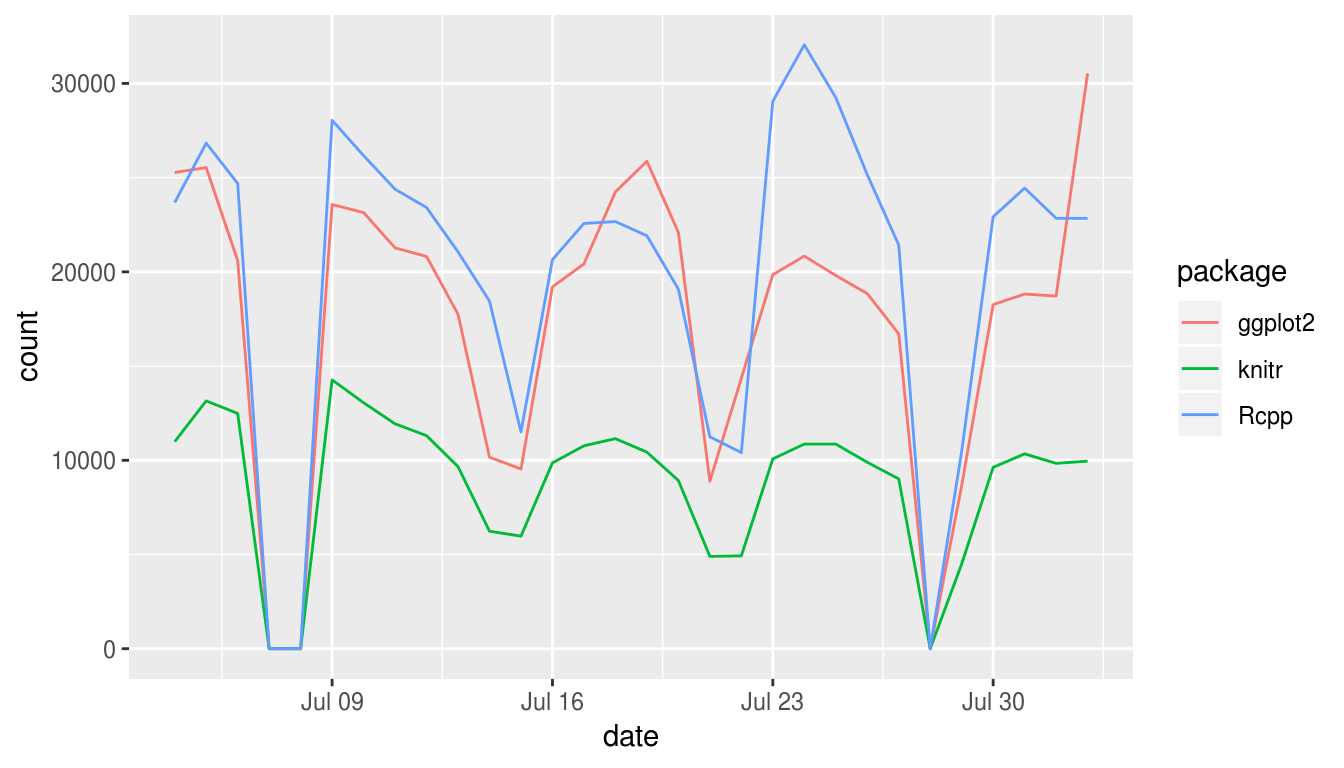 30000
20000
10000
0
count
Jul 09
Jul 16
Jul 23
Jul 30
date
package
ggplot2
knitr
Rcpp